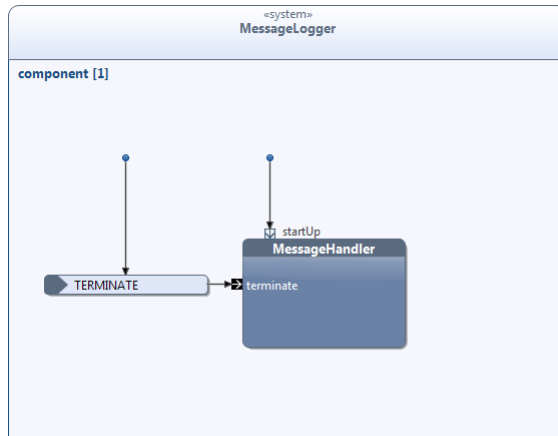 «system»
MessageLogger
component [1]
startUp
MessageHandler
TERMINATE
terminate